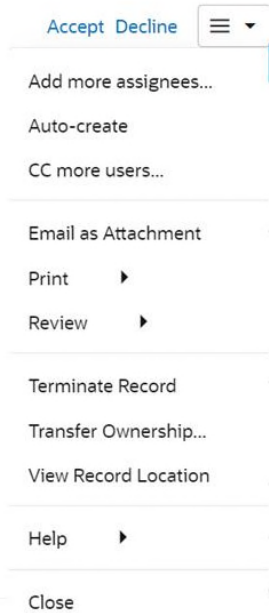 Accept Decline
Add more assignees...
Auto-create
CC more users...
Email as Attachment
Print
Review
Terminate Record
Transfer Ownership...
View Record Location
Help
Close